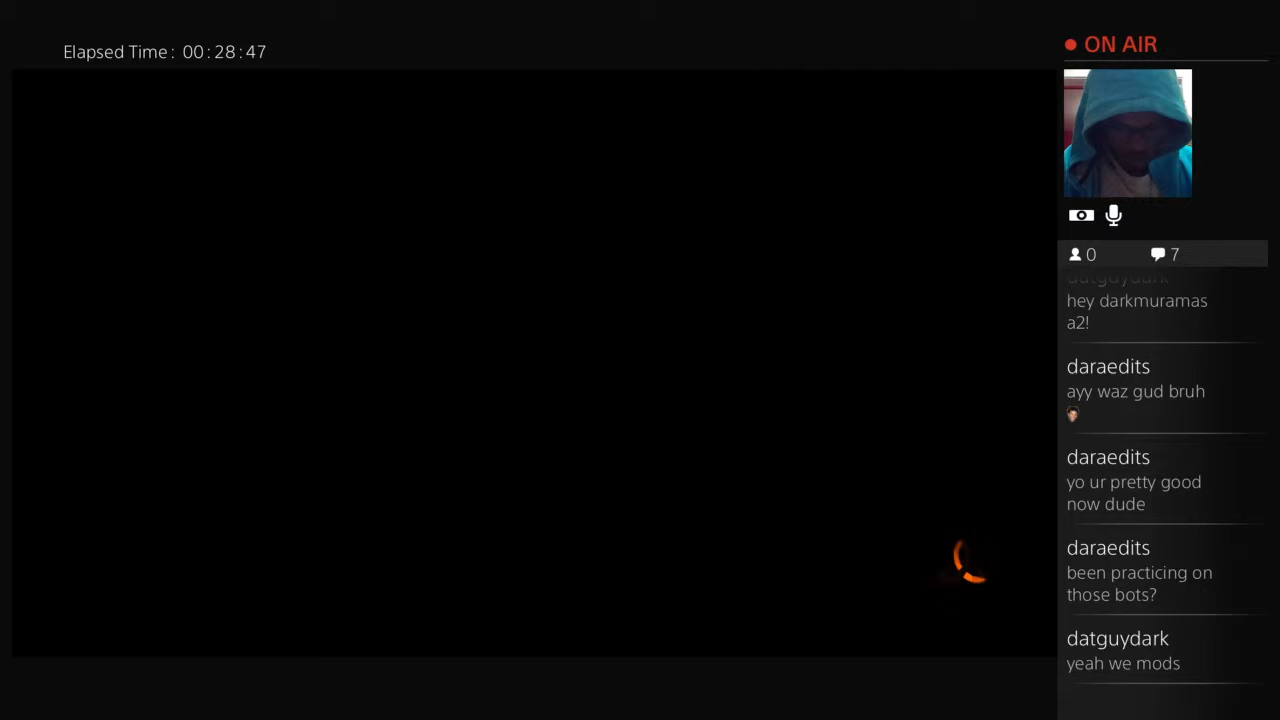 Elapsed Time: 00:28:47
ON AIR
0 7
datguydark
hey darkmuramas
a2!
daraedits
ayy waz gud bruh
daraedits
yo ur pretty good
now dude
daraedits
been practicing on
those bots?
datguydark
yeah we mods